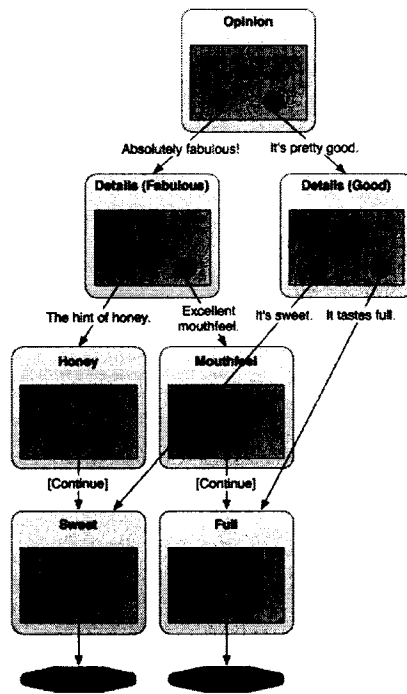 Opinion
Absolutely fabulous!
It's pretty good.
Details (Fabulous)
Details (Good)
The hint of honey.
Excellent
mouthfeel.
It's sweet.
It tastes full.
Honey
Mouthfeel
[Continue]
[Continue]
Sweet
Full